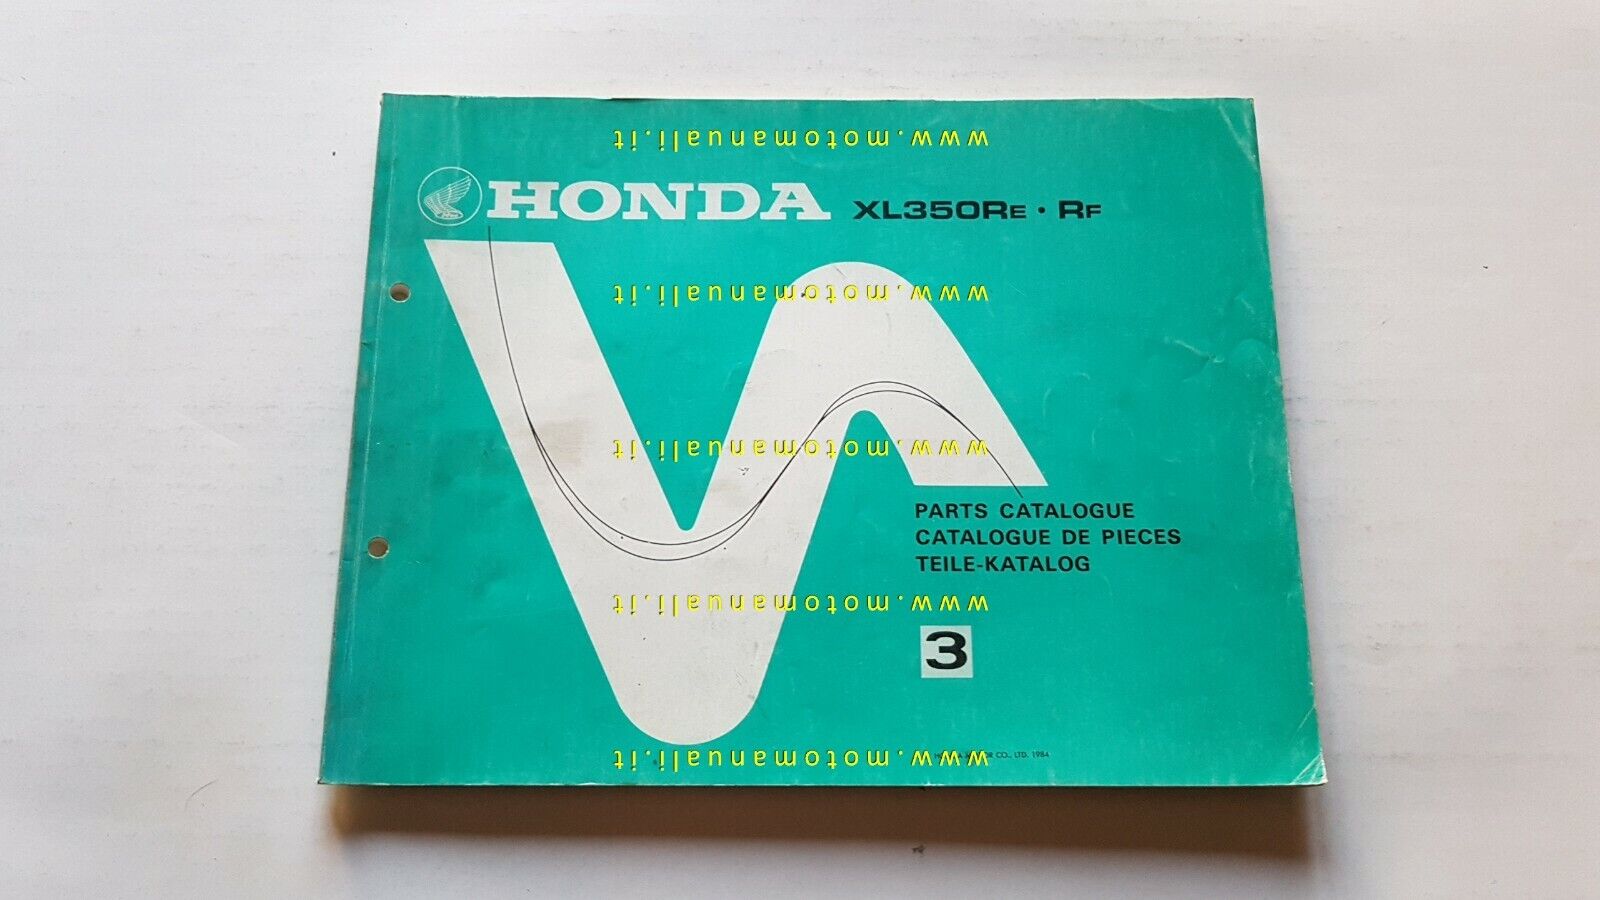 www.motomanuali.it
HONDA XL350RE · RF
www.motomanuali.it
www.motomanuali.it
PARTS CATALOGUE
CATALOGUE DE PIECES
TEILE-KATALOG
www.motomanuali.it
3
www.motomanuali.it
CO., LTD. 1984